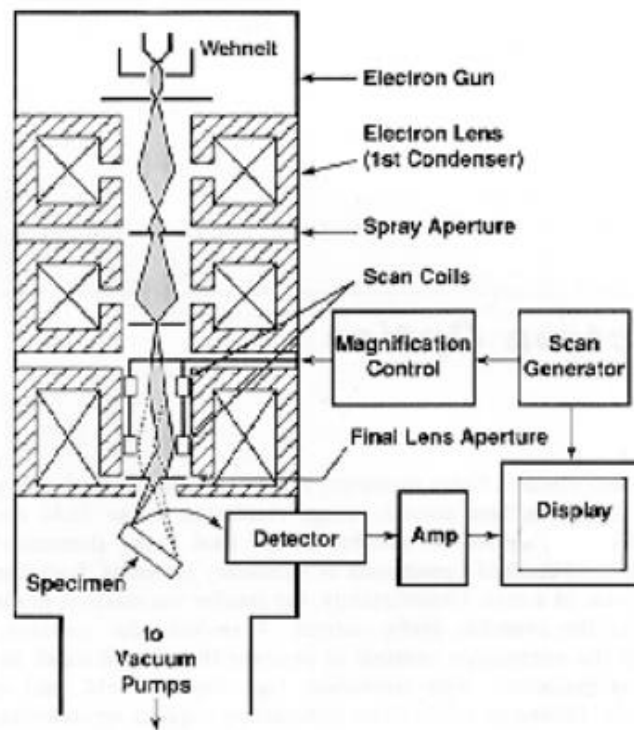 Wehnelt
Electron Gun
Electron Lens
(1st Condenser)
Spray Aperture
Scan Coils
Magnification
Control
Scan
Generator
Final Lens Aperture
Display
Detector
Amp
Specimen
to
Vacuum
Pumps